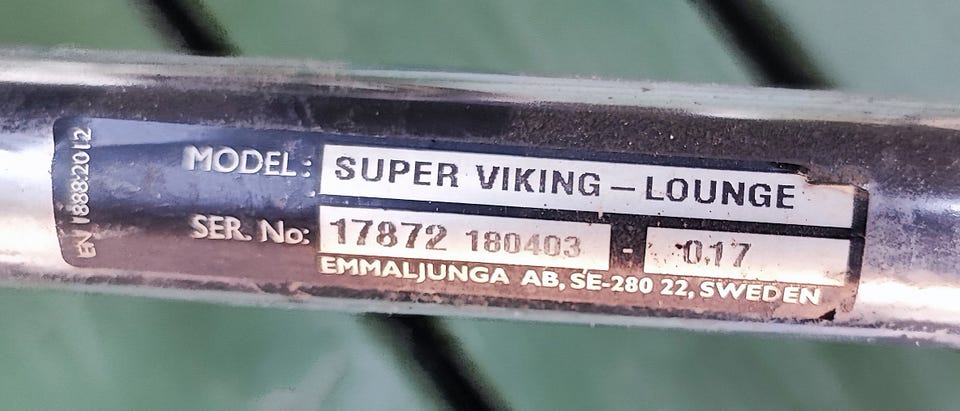 EN 1888:2012
MODEL: SUPER VIKING – LOUNGE
SER. No: 17872 180403 - 017
EMMALJUNGA AB, SE-280 22, SWEDEN